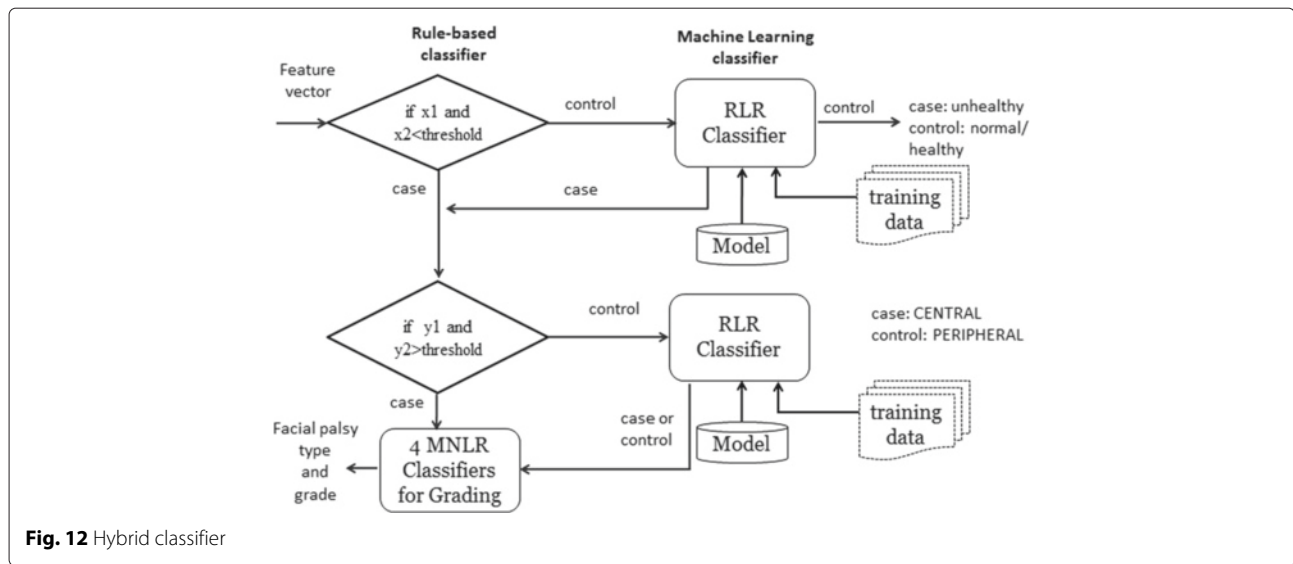 Rule-based
classifier
Machine Learning
classifier
Feature
vector
if x1 and
x2<threshold
control
RLR
Classifier
control
case: unhealthy
control: normal/
healthy
case
case
training
data
Model
if y1 and
y2>threshold
control
RLR
Classifier
case: CENTRAL
control: PERIPHERAL
case
case or
control
training
data
Model
Facial palsy
type
and
grade
4 MNLR
Classifiers
for Grading
Fig. 12 Hybrid classifier